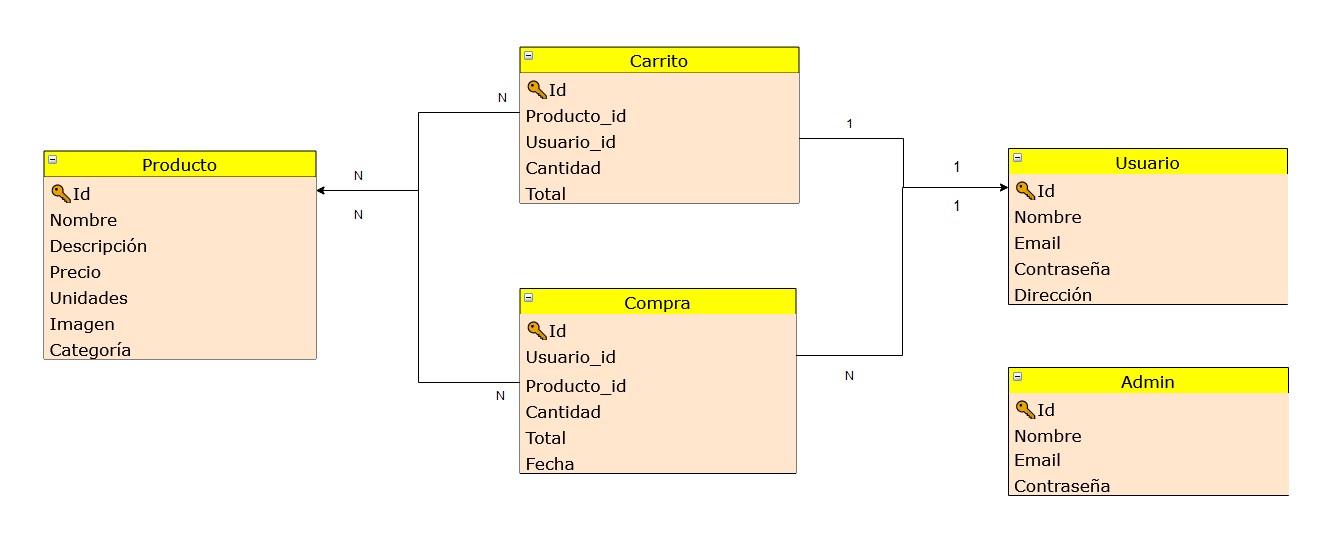 Carrito
Id
Producto_id
Usuario_id
Cantidad
Total
N
1
Producto
Id
Nombre
Descripción
Precio
Unidades
Imagen
Categoría
N
N
1
1
Usuario
Id
Nombre
Email
Contraseña
Dirección
Compra
Id
Usuario_id
Producto_id
Cantidad
Total
Fecha
N
N
Admin
Id
Nombre
Email
Contraseña